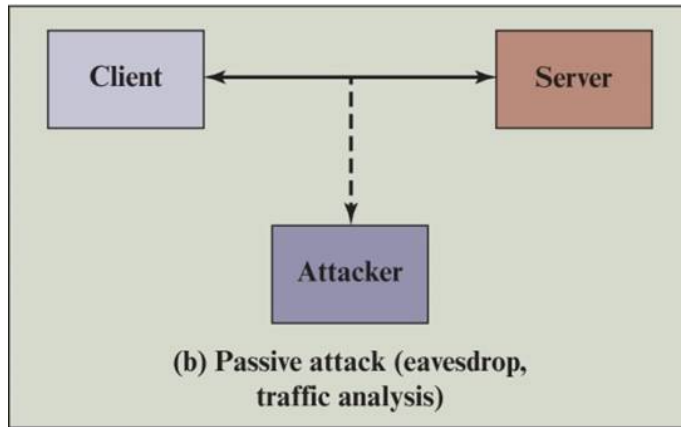 Client
Server
Attacker
(b) Passive attack (eavesdrop,
traffic analysis)